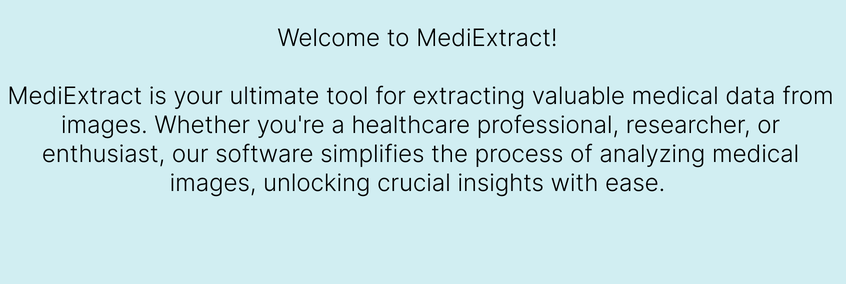 Welcome to MediExtract!
MediExtract is your ultimate tool for extracting valuable medical data from
images. Whether you're a healthcare professional, researcher, or
enthusiast, our software simplifies the process of analyzing medical
images, unlocking crucial insights with ease.